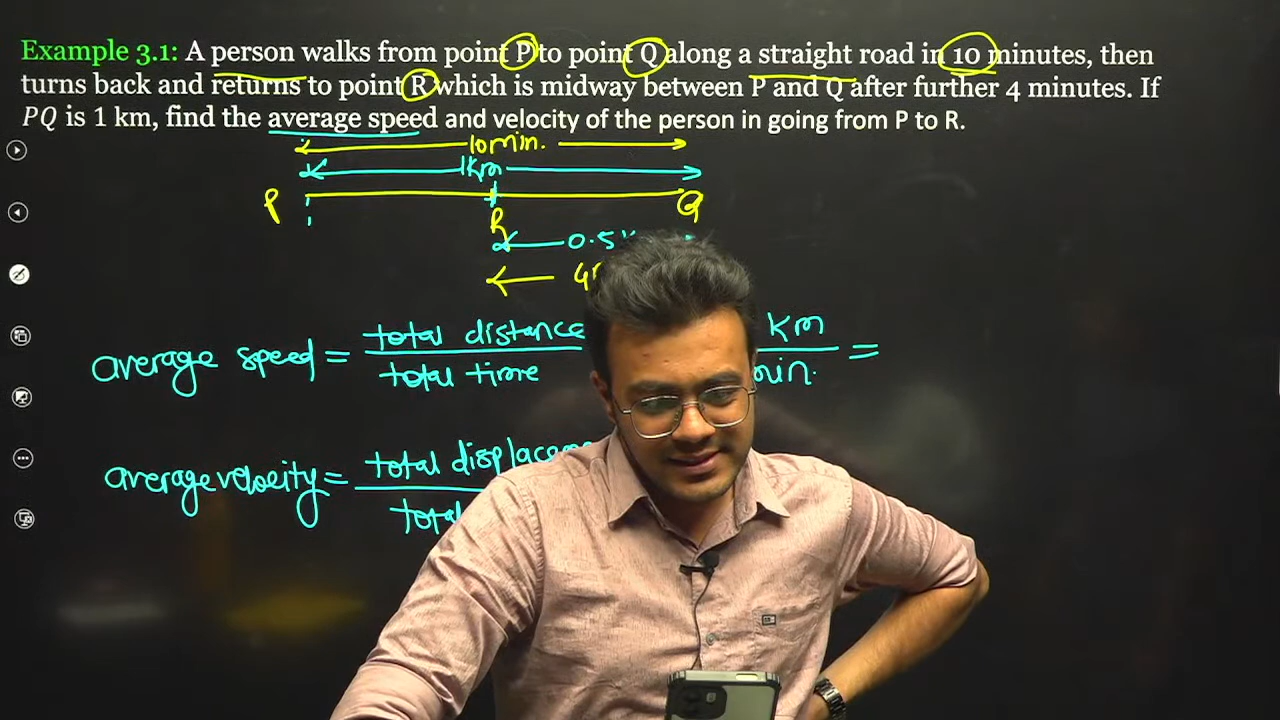 Example 3.1: A person walks from point P to point Q along a straight road in 10 minutes, then
turns back and returns to point R which is midway between P and Q after further 4 minutes. If
PQ is 1 km, find the average speed and velocity of the person in going from P to R.
10min.
1km
P
R
Q
0.5
average speed = total distance
total time
km
min.
=
average velocity = total
total